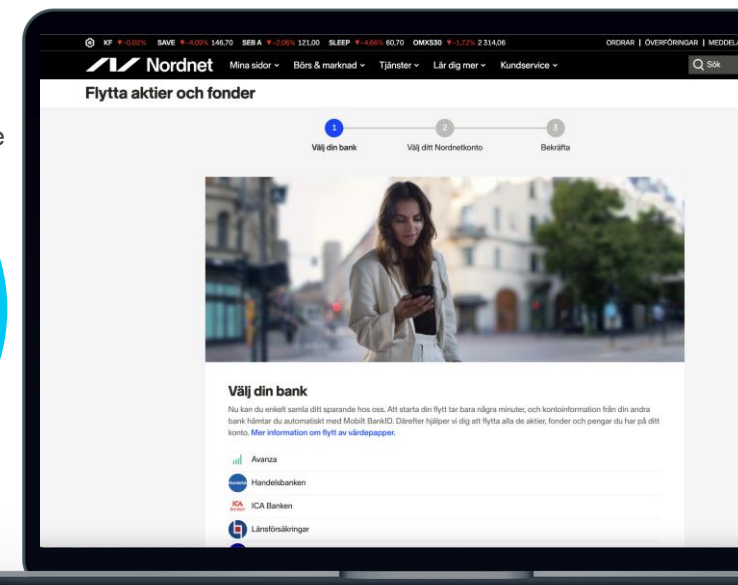 KF ▼-0,02% SAVE ▼-4,09% 146,70 SEB A ▼-2,06% 121,00 SLEEP ▼-4,86% 60,70 OMXS30 ▼-1,72% 2 314,06 ORDRAR | ÖVERFÖRINGAR | MEDDELA
Nordnet Mina sidor Börs & marknad Tjänster Lär dig mer Kundservice Sök
Flytta aktier och fonder
e
1 2 3
Välj din bank Välj ditt Nordnetkonto Bekräfta
Välj din bank
Nu kan du enkelt samla ditt sparande hos oss. Att starta din flytt tar bara några minuter, och kontoinformation från din andra
bank hämtar du automatiskt med Mobilt BankID. Därefter hjälper vi dig att flytta alla de aktier, fonder och pengar du har på ditt
konto. Mer information om flytt av värdepapper.
Avanza
Handelsbanken
ICA Banken
Länsförsäkringar